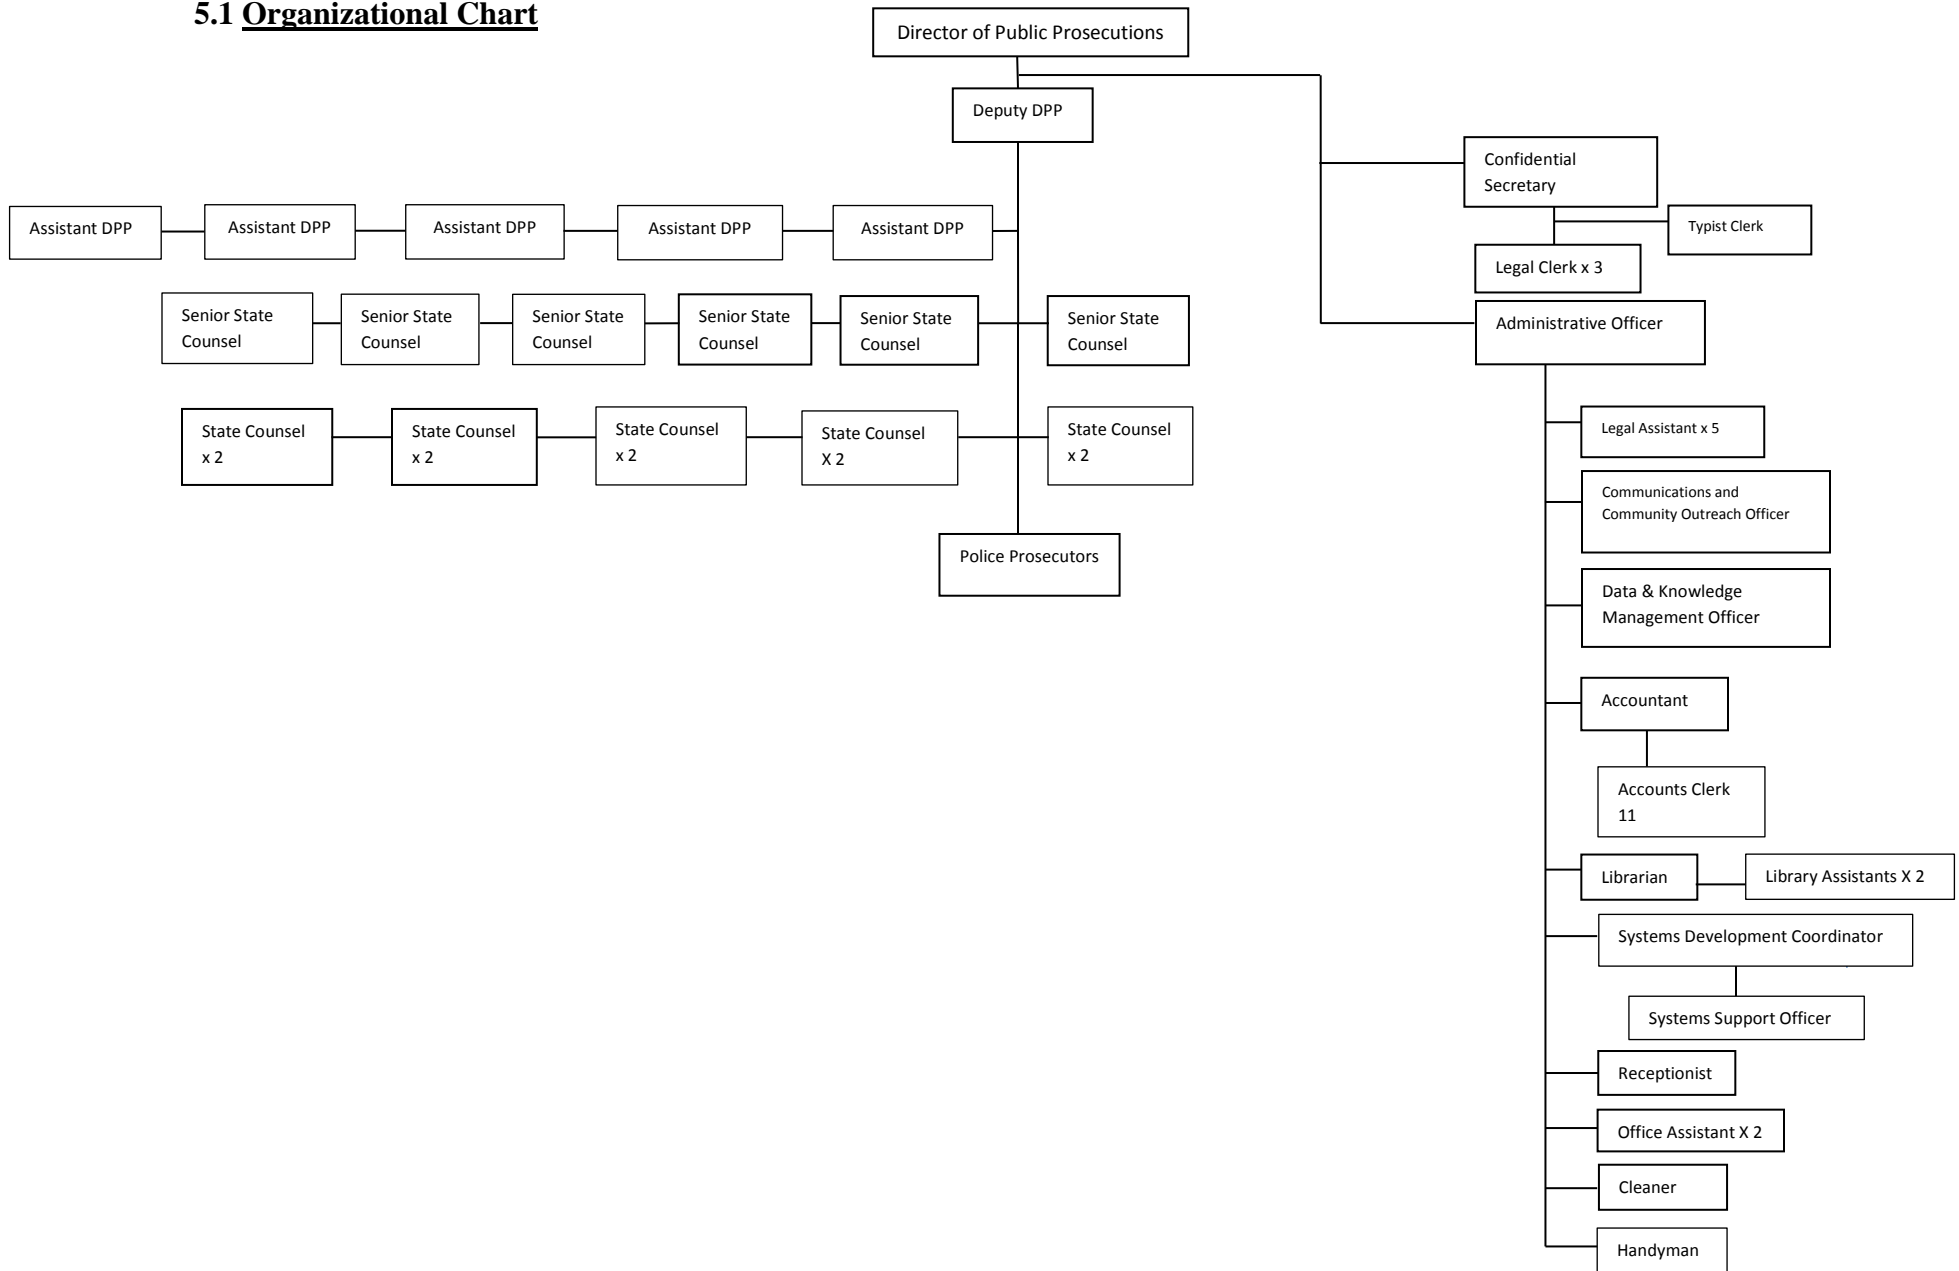 5.1 Organizational Chart
Director of Public Prosecutions
Deputy DPP
Confidential
Secretary
Typist Clerk
Legal Clerk x 3
Assistant DPP
Assistant DPP
Assistant DPP
Assistant DPP
Assistant DPP
Senior State
Counsel
Senior State
Counsel
Senior State
Counsel
Senior State
Counsel
Senior State
Counsel
Senior State
Counsel
Administrative Officer
State Counsel
x 2
State Counsel
x 2
State Counsel
x 2
State Counsel
X 2
State Counsel
x 2
Police Prosecutors
Legal Assistant x 5
Communications and
Community Outreach Officer
Data & Knowledge
Management Officer
Accountant
Accounts Clerk
11
Librarian
Library Assistants X 2
Systems Development Coordinator
Systems Support Officer
Receptionist
Office Assistant X 2
Cleaner
Handyman